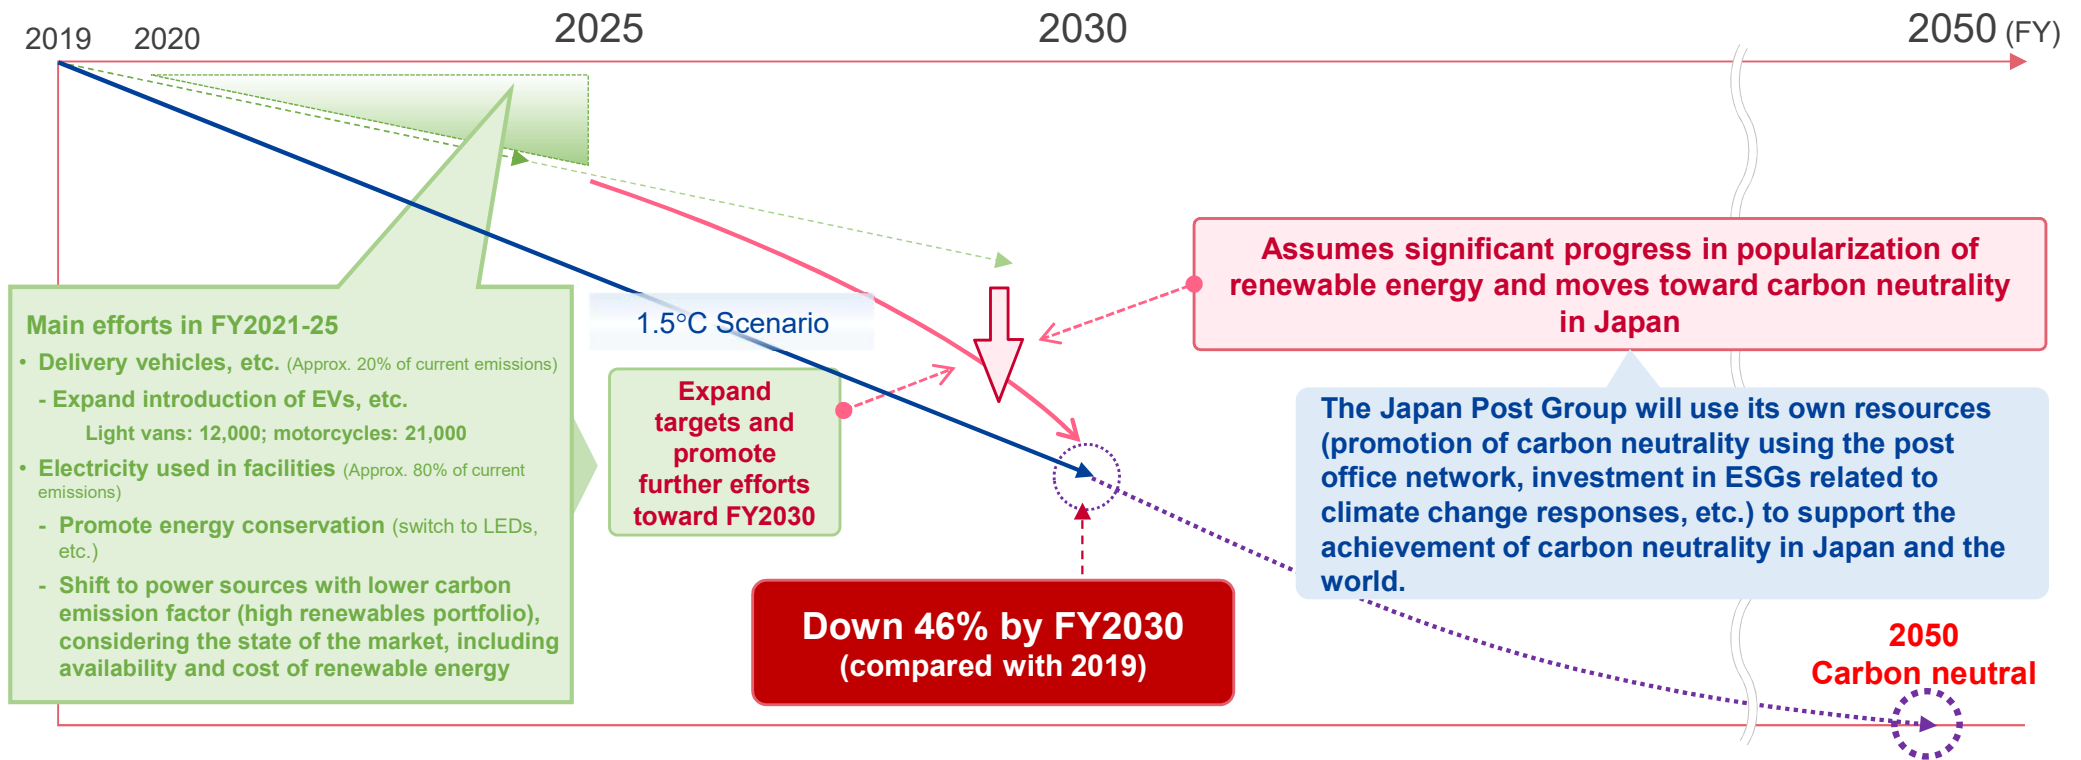 2019 2020 2025 2030 2050 (FY)
Assumes significant progress in popularization of
renewable energy and moves toward carbon neutrality
in Japan
Main efforts in FY2021-25
• Delivery vehicles, etc. (Approx. 20% of current emissions)
- Expand introduction of EVs, etc.
Light vans: 12,000; motorcycles: 21,000
• Electricity used in facilities (Approx. 80% of current
emissions)
- Promote energy conservation (switch to LEDs,
etc.)
- Shift to power sources with lower carbon
emission factor (high renewables portfolio),
considering the state of the market, including
availability and cost of renewable energy
1.5°C Scenario
Expand
targets and
promote
further efforts
toward FY2030
The Japan Post Group will use its own resources
(promotion of carbon neutrality using the post
office network, investment in ESGs related to
climate change responses, etc.) to support the
achievement of carbon neutrality in Japan and the
world.
Down 46% by FY2030
(compared with 2019)
2050
Carbon neutral